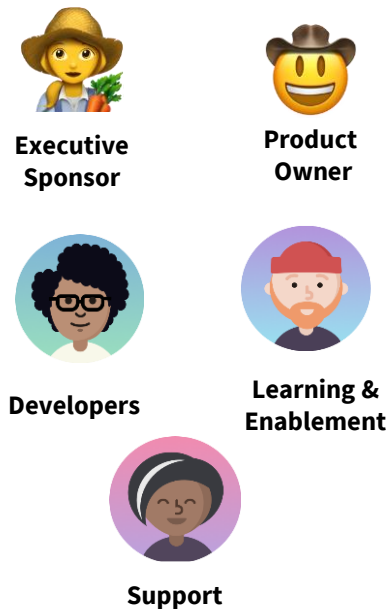 Executive
Sponsor
Product
Owner
Developers
Learning &
Enablement
Support